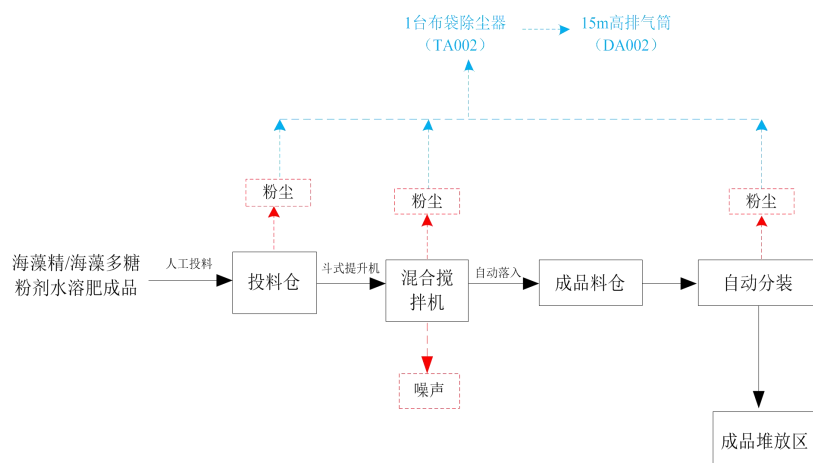 1台布袋除尘器
（TA002）
15m高排气筒
（DA002）
粉尘
粉尘
粉尘
海藻精/海藻多糖
粉剂水溶肥成品
人工投料
投料仓
斗式提升机
混合搅
拌机
自动落入
成品料仓
自动分装
噪声
成品堆放区